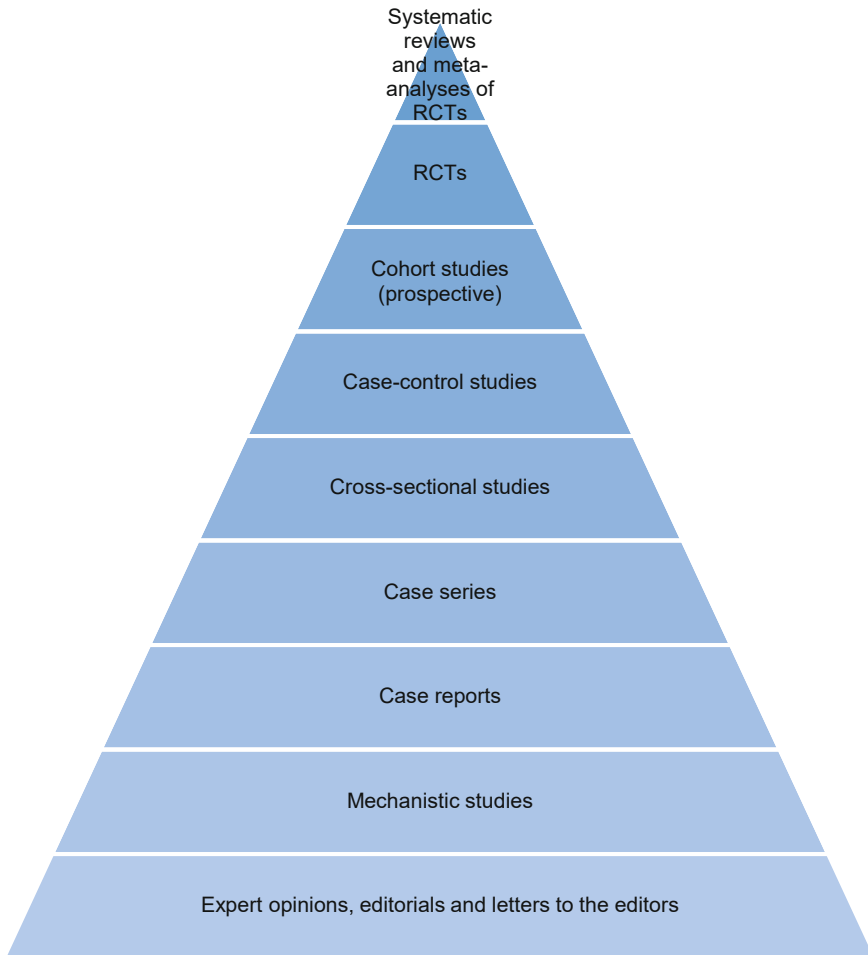 Systematic
reviews
and meta-
analyses of
RCTs
RCTs
Cohort studies
(prospective)
Case-control studies
Cross-sectional studies
Case series
Case reports
Mechanistic studies
Expert opinions, editorials and letters to the editors